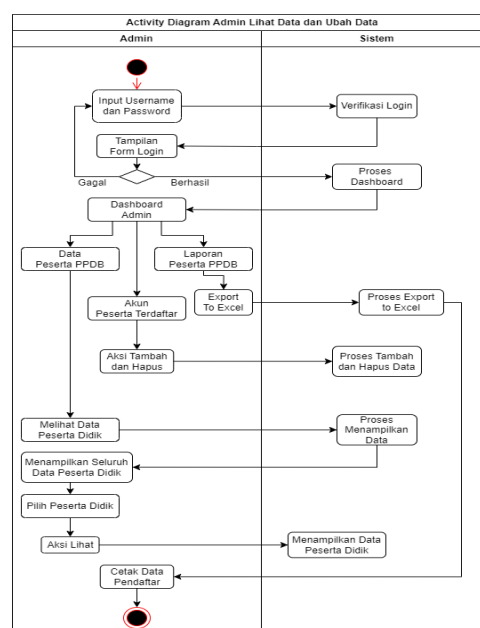 Activity Diagram Admin Lihat Data dan Ubah Data
Admin
Sistem
Input Username
dan Password
Verifikasi Login
Tampilan
Form Login
Gagal
Berhasil
Proses
Dashboard
Dashboard
Admin
Data
Peserta PPDB
Laporan
Peserta PPDB
Akun
Peserta Terdaftar
Export
To Excel
Proses Export
to Excel
Aksi Tambah
dan Hapus
Proses Tambah
dan Hapus Data
Melihat Data
Peserta Didik
Proses
Menampilkan
Data
Menampilkan Seluruh
Data Peserta Didik
Pilih Peserta Didik
Aksi Lihat
Menampilkan Data
Peserta Didik
Cetak Data
Pendaftar